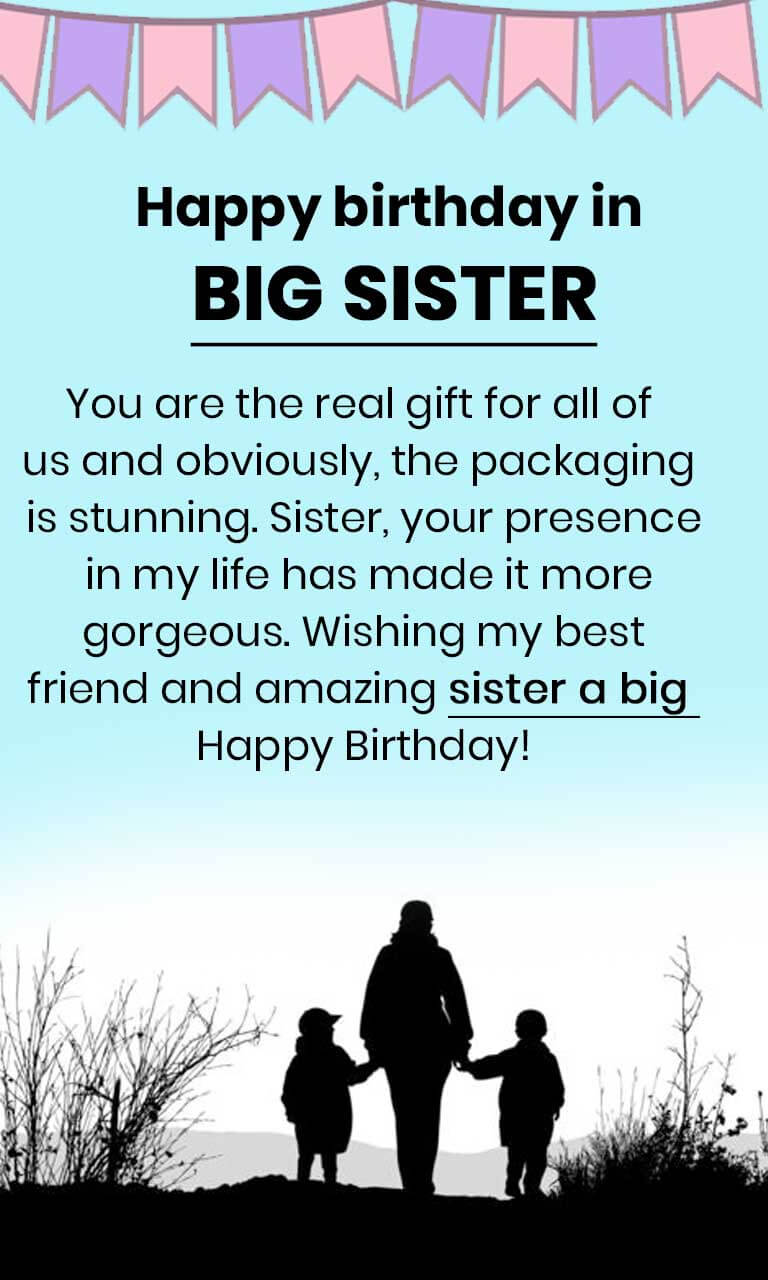 Happy birthday in
BIG SISTER
You are the real gift for all of
us and obviously, the packaging
is stunning. Sister, your presence
in my life has made it more
gorgeous. Wishing my best
friend and amazing sister a big
Happy Birthday!